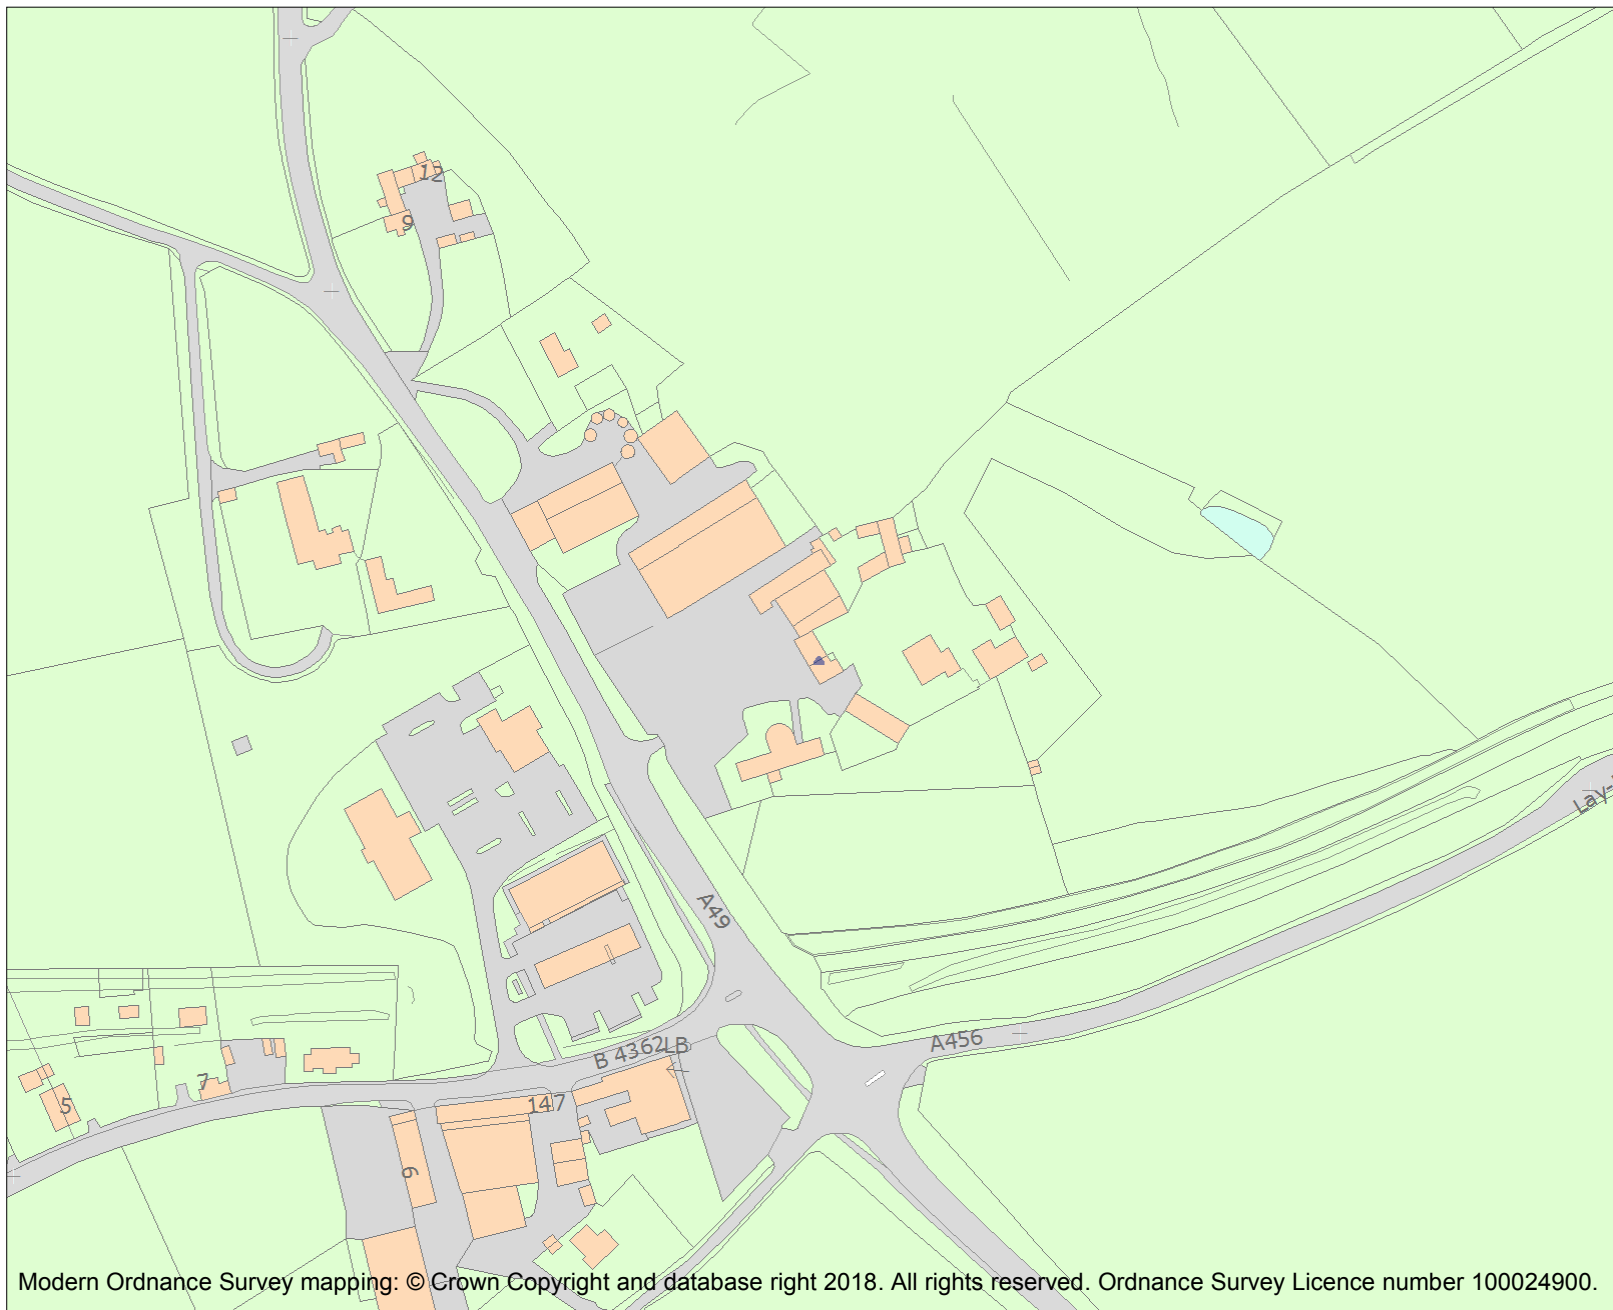 12
9
A49
Lay-
A456
B 4362
LB
7
5
147
6
Modern Ordnance Survey mapping: © Crown Copyright and database right 2018. All rights reserved. Ordnance Survey Licence number 100024900.